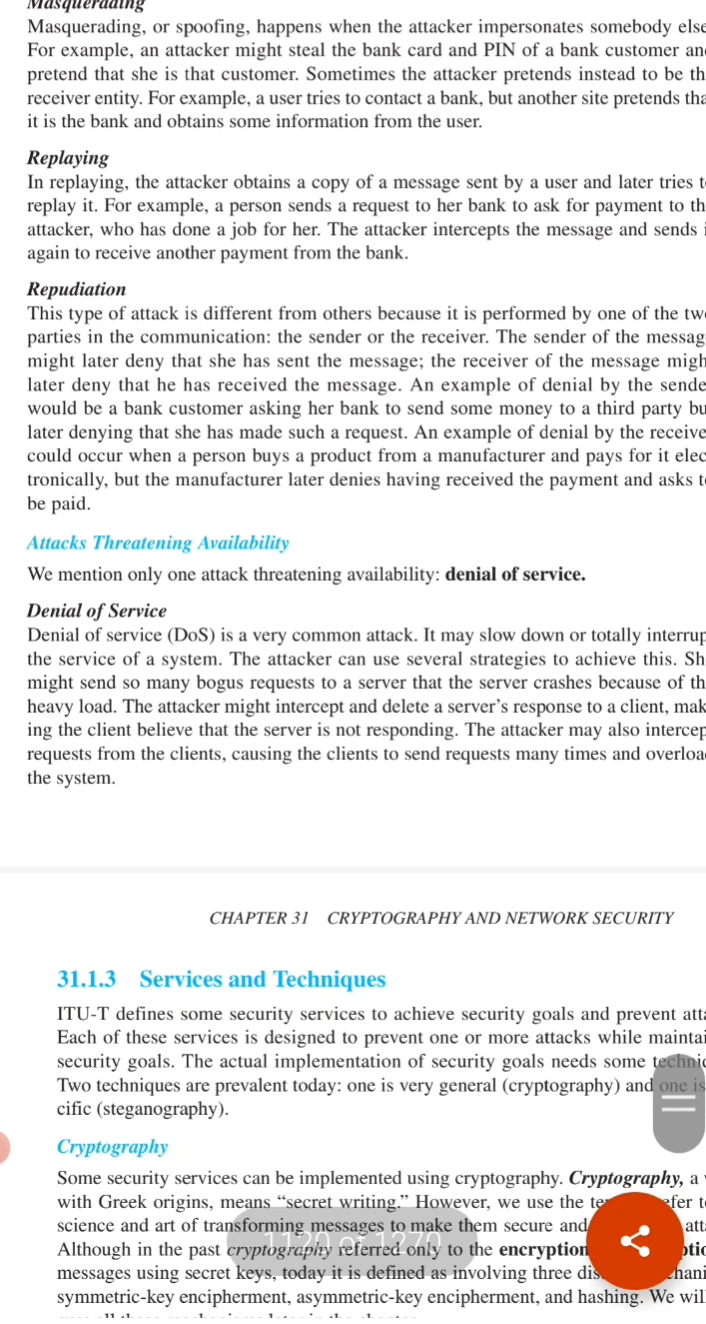 Masquerading
Masquerading, or spoofing, happens when the attacker impersonates somebody else
For example, an attacker might steal the bank card and PIN of a bank customer an
pretend that she is that customer. Sometimes the attacker pretends instead to be th
receiver entity. For example, a user tries to contact a bank, but another site pretends tha
it is the bank and obtains some information from the user.
Replaying
In replaying, the attacker obtains a copy of a message sent by a user and later tries t
replay it. For example, a person sends a request to her bank to ask for payment to th
attacker, who has done a job for her. The attacker intercepts the message and sends i
again to receive another payment from the bank.
Repudiation
This type of attack is different from others because it is performed by one of the tw
parties in the communication: the sender or the receiver. The sender of the messag
might later deny that she has sent the message; the receiver of the message migh
later deny that he has received the message. An example of denial by the sende
would be a bank customer asking her bank to send some money to a third party bu
later denying that she has made such a request. An example of denial by the receive
could occur when a person buys a product from a manufacturer and pays for it elec
tronically, but the manufacturer later denies having received the payment and asks t
be paid.
Attacks Threatening Availability
We mention only one attack threatening availability: denial of service.
Denial of Service
Denial of service (DoS) is a very common attack. It may slow down or totally interrup
the service of a system. The attacker can use several strategies to achieve this. Sh
might send so many bogus requests to a server that the server crashes because of th
heavy load. The attacker might intercept and delete a server's response to a client, mak
ing the client believe that the server is not responding. The attacker may also intercep
requests from the clients, causing the clients to send requests many times and overloa
the system.
CHAPTER 31 CRYPTOGRAPHY AND NETWORK SECURITY
31.1.3 Services and Techniques
ITU-T defines some security services to achieve security goals and prevent atta
Each of these services is designed to prevent one or more attacks while maintai
security goals. The actual implementation of security goals needs some technic
Two techniques are prevalent today: one is very general (cryptography) and one is
cific (steganography).
Cryptography
Some security services can be implemented using cryptography. Cryptography, a
with Greek origins, means “secret writing.” However, we use the te efer t
science and art of transforming messages to make them secure and att
Although in the past cryptography referred only to the encryption ptio
messages using secret keys, today it is defined as involving three dis chani
symmetric-key encipherment, asymmetric-key encipherment, and hashing. We wil